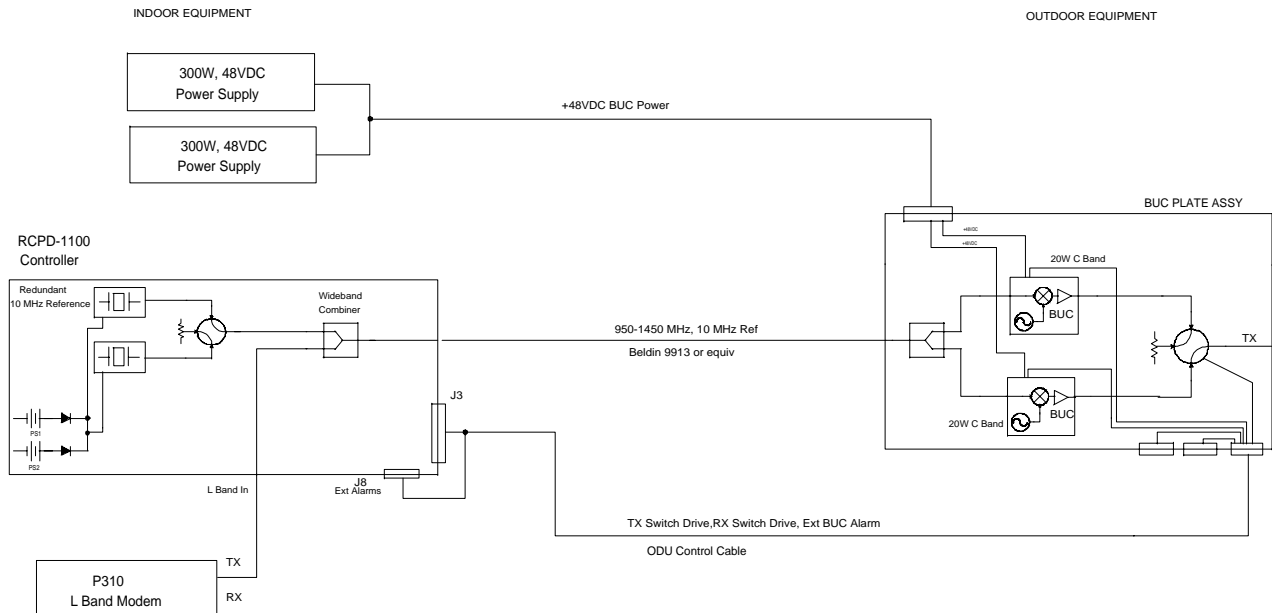 INDOOR EQUIPMENT
OUTDOOR EQUIPMENT
300W, 48VDC
Power Supply
+48VDC BUC Power
300W, 48VDC
Power Supply
BUC PLATE ASSY
RCPD-1100
Controller
+48VDC
+48VDC
20W C Band
Redundant
10 MHz Reference
Wideband
Combiner
BUC
950-1450 MHz, 10 MHz Ref
Beldin 9913 or equiv
TX
J3
BUC
20W C Band
PS1
PS2
L Band In
J8
Ext Alarms
TX Switch Drive,RX Switch Drive, Ext BUC Alarm
ODU Control Cable
TX
P310
L Band Modem
RX